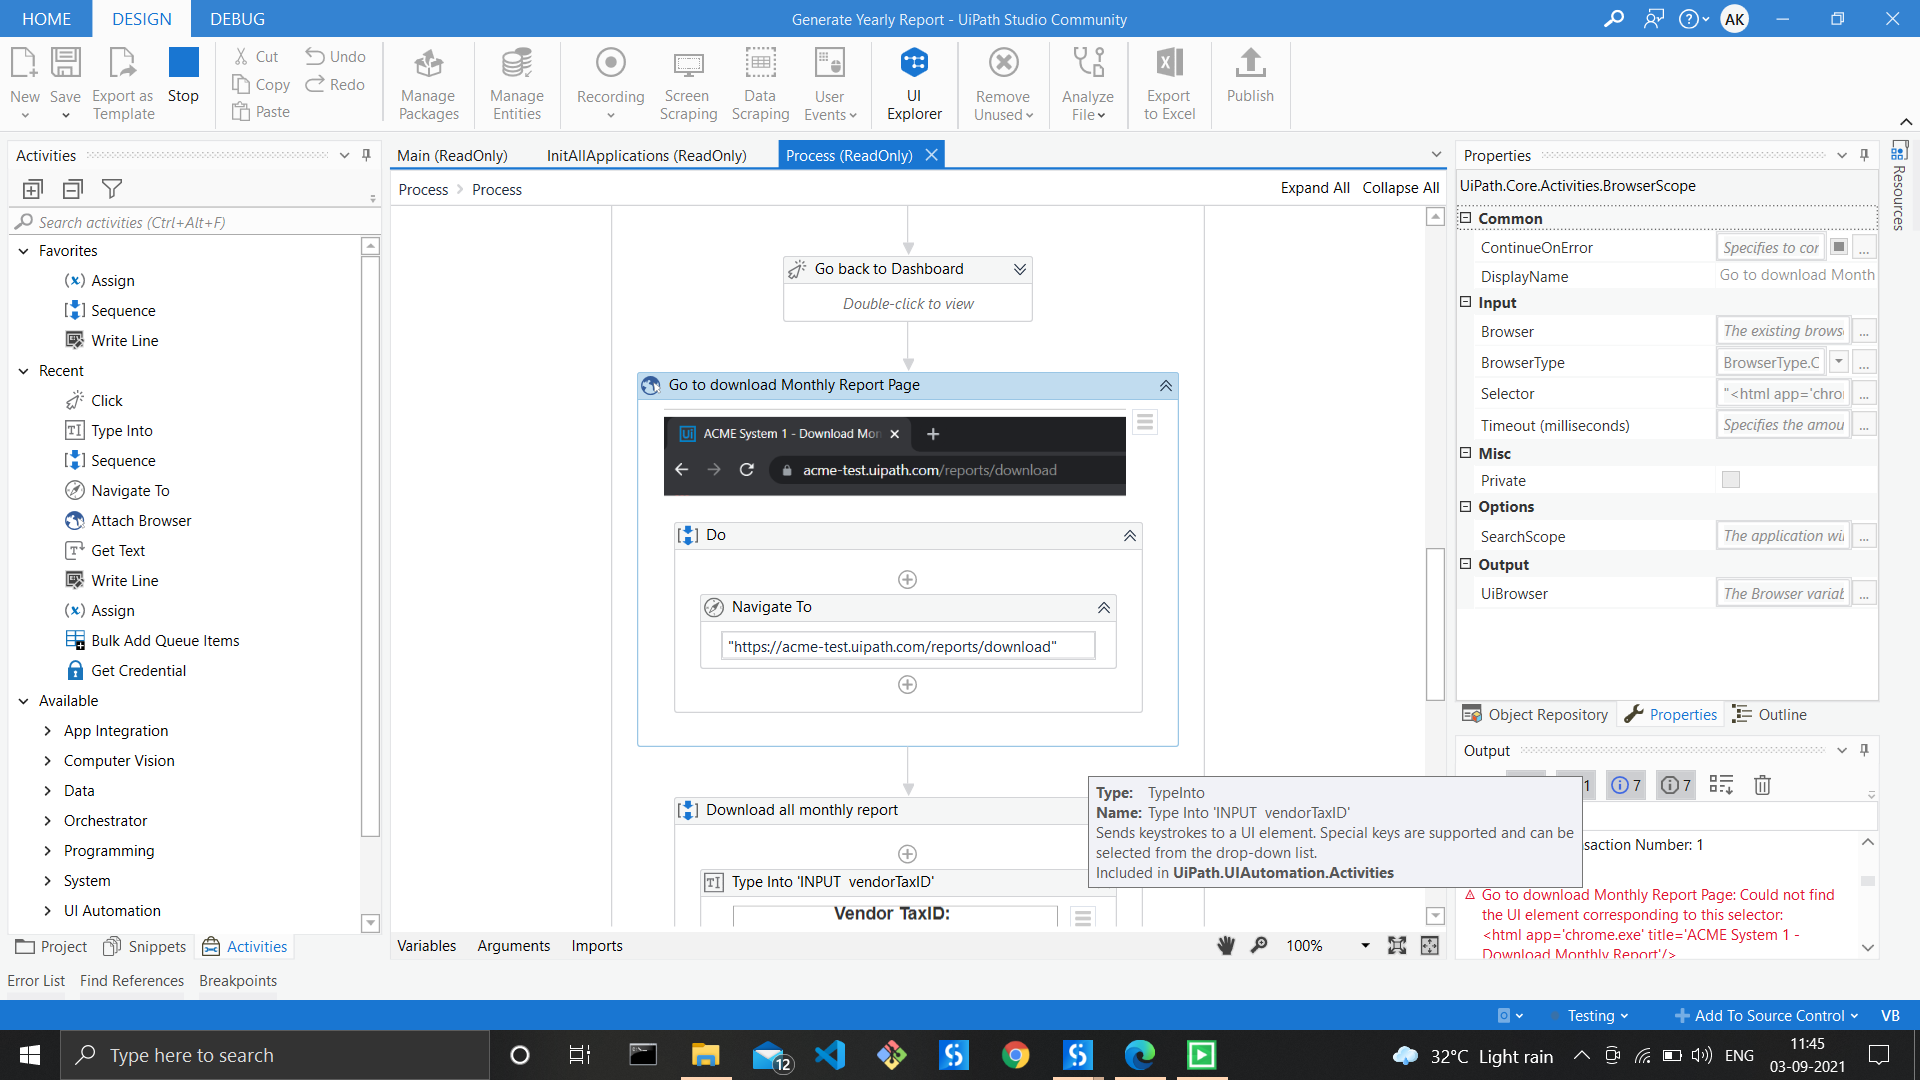 HOME
DESIGN
DEBUG
Generate Yearly Report - UiPath Studio Community
AK
New
Save
Export as
Template
Stop
Cut
Copy
Paste
Undo
Redo
Manage
Packages
Manage
Entities
Recording
Screen
Scraping
Data
Scraping
User
Events
UI
Explorer
Remove
Unused
Analyze
File
Export
to Excel
Publish
Activities
Search activities (Ctrl+Alt+F)
Favorites
Assign
Sequence
Write Line
Recent
Click
Type Into
Sequence
Navigate To
Attach Browser
Get Text
Write Line
Assign
Bulk Add Queue Items
Get Credential
Available
App Integration
Computer Vision
Data
Orchestrator
Programming
System
UI Automation
Project
Snippets
Activities
Main (ReadOnly)
InitAllApplications (ReadOnly)
Process (ReadOnly)
Process
Process
Expand All
Collapse All
Go back to Dashboard
Double-click to view
Go to download Monthly Report Page
ACME System 1 - Download Mon
acme-test.uipath.com/reports/download
Do
Navigate To
"https://acme-test.uipath.com/reports/download"
Download all monthly report
Type Into 'INPUT  vendorTaxID'
Vendor TaxID:
Type: TypeInto
Name: Type Into 'INPUT  vendorTaxID'
Sends keystrokes to a UI element. Special keys are supported and can be
selected from the drop-down list.
Included in UiPath.UIAutomation.Activities
Variables
Arguments
Imports
100%
Properties
UiPath.Core.Activities.BrowserScope
Common
ContinueOnError
Specifies to cor
...
DisplayName
Go to download Month
Input
Browser
The existing brows
...
BrowserType
BrowserType.C
...
Selector
"<html app='chro
...
Timeout (milliseconds)
Specifies the amou
...
Misc
Private
Options
SearchScope
The application wi
...
Output
UiBrowser
The Browser variab
...
Resources
Object Repository
Properties
Outline
Output
1
7
7
saction Number: 1
Go to download Monthly Report Page: Could not find
the UI element corresponding to this selector:
<html app='chrome.exe' title='ACME System 1 -
Download Monthly Report'/>
Error List
Find References
Breakpoints
Testing
Add To Source Control
VB
Type here to search
12
32°C Light rain
ENG
11:45
03-09-2021